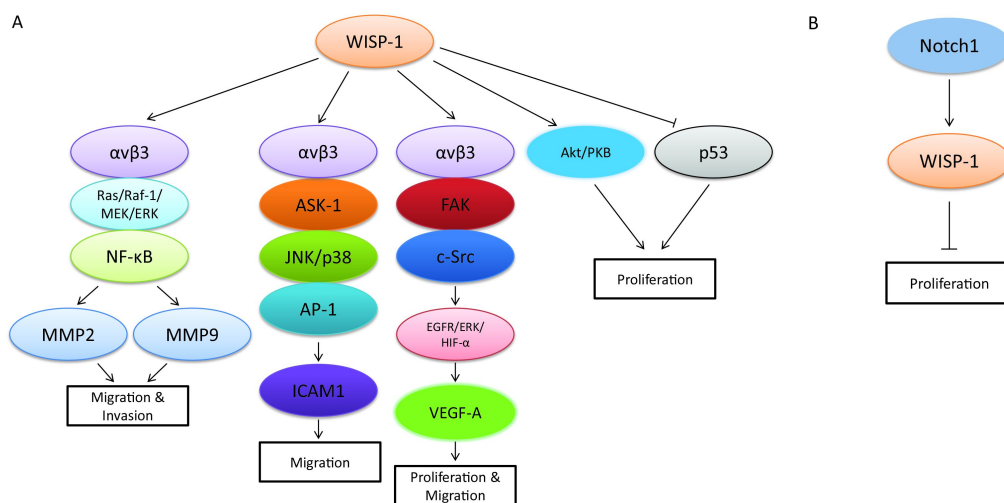 A
WISP-1
αvβ3
αvβ3
αvβ3
Akt/PKB
p53
Ras/Raf-1/
MEK/ERK
ASK-1
FAK
NF-κB
JNK/p38
c-Src
Proliferation
AP-1
MMP2
MMP9
EGFR/ERK/
HIF-α
Migration &
Invasion
ICAM1
VEGF-A
Migration
Proliferation &
Migration
B
Notch1
WISP-1
Proliferation